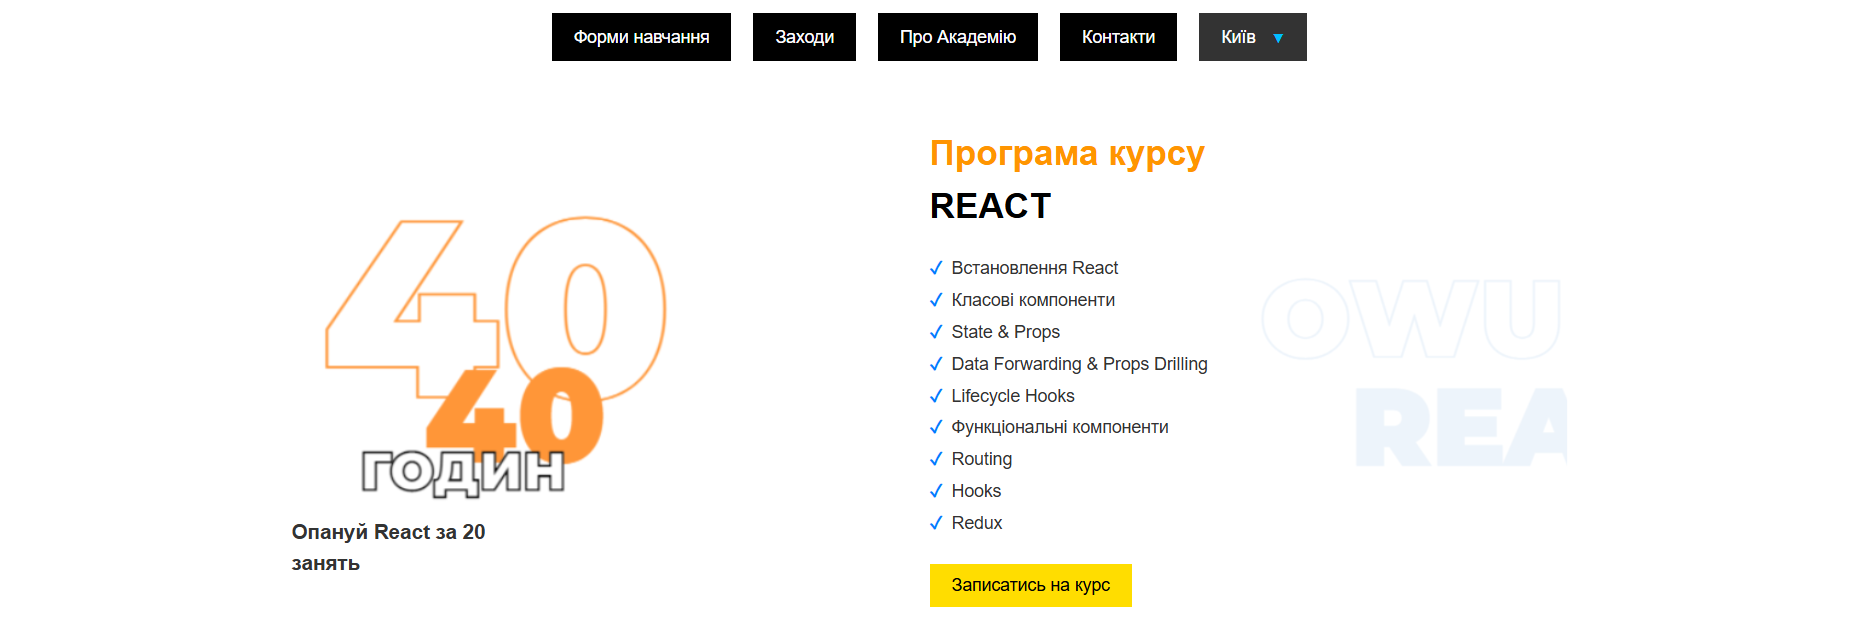 Форми навчання
Заходи
Про Академію
Контакти
Київ ▼
40
40
ГОДИН
Опануй React за 20
занять
Програма курсу
REACT
✓ Встановлення React
✓ Класові компоненти
✓ State & Props
✓ Data Forwarding & Props Drilling
✓ Lifecycle Hooks
✓ Функціональні компоненти
✓ Routing
✓ Hooks
✓ Redux
Записатись на курс
OWU
REA